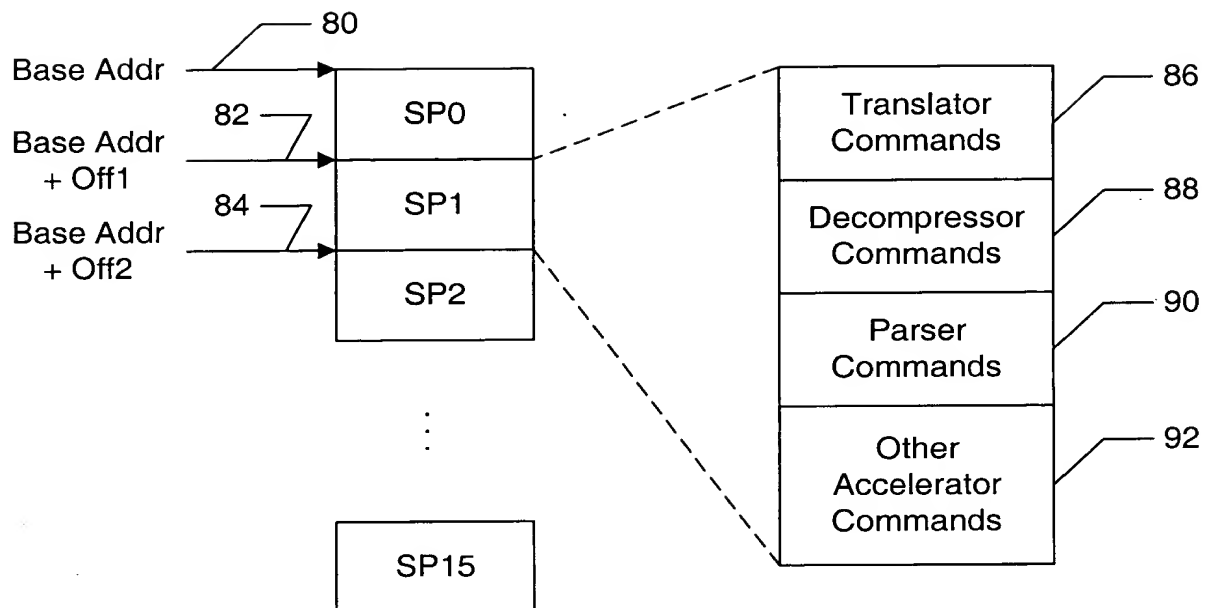 80
Base Addr
SP0
82
Base Addr
+ Off1
SP1
84
Base Addr
+ Off2
SP2
SP15
Translator
Commands
86
Decompressor
Commands
88
Parser
Commands
90
Other
Accelerator
Commands
92